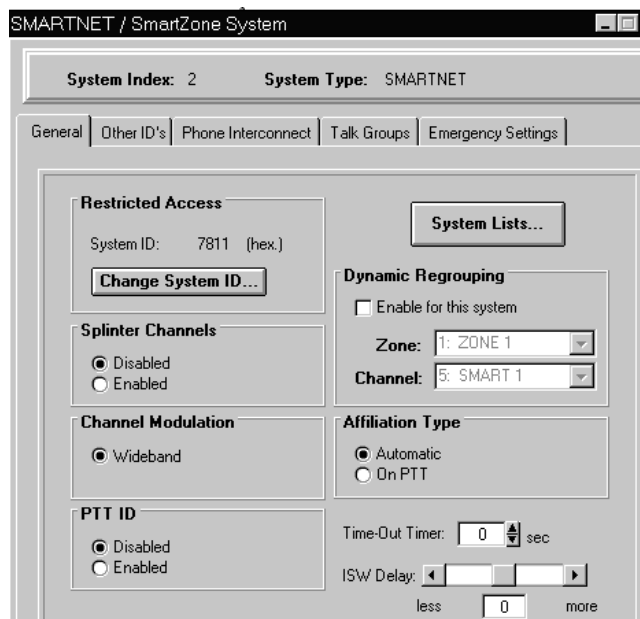 SMARTNET / SmartZone System
System Index: 2 System Type: SMARTNET
General Other ID's Phone Interconnect Talk Groups Emergency Settings
Restricted Access
System ID: 7811 (hex.)
Change System ID...
System Lists...
Dynamic Regrouping
Enable for this system
Zone: 1: ZONE 1
Channel: 5: SMART 1
Splinter Channels
Disabled
Enabled
Channel Modulation
Wideband
Affiliation Type
Automatic
On PTT
PTT ID
Disabled
Enabled
Time-Out Timer: 0 sec
ISW Delay:
less 0 more